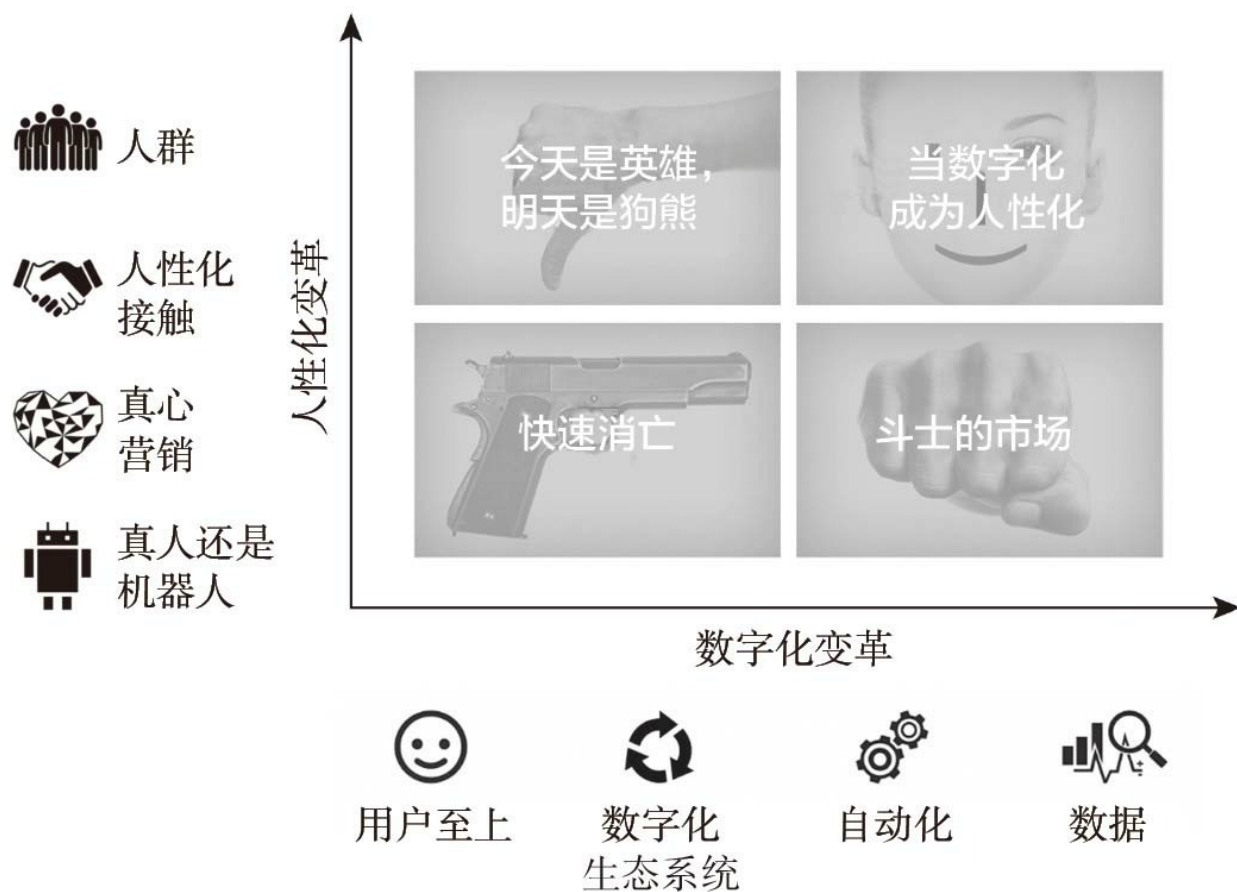 人群
人性化
接触
真心
营销
真人还是
机器人
人性化变革
今天是英雄，
明天是狗熊
当数字化
成为人性化
快速消亡
斗士的市场
数字化变革
用户至上
数字化
生态系统
自动化
数据